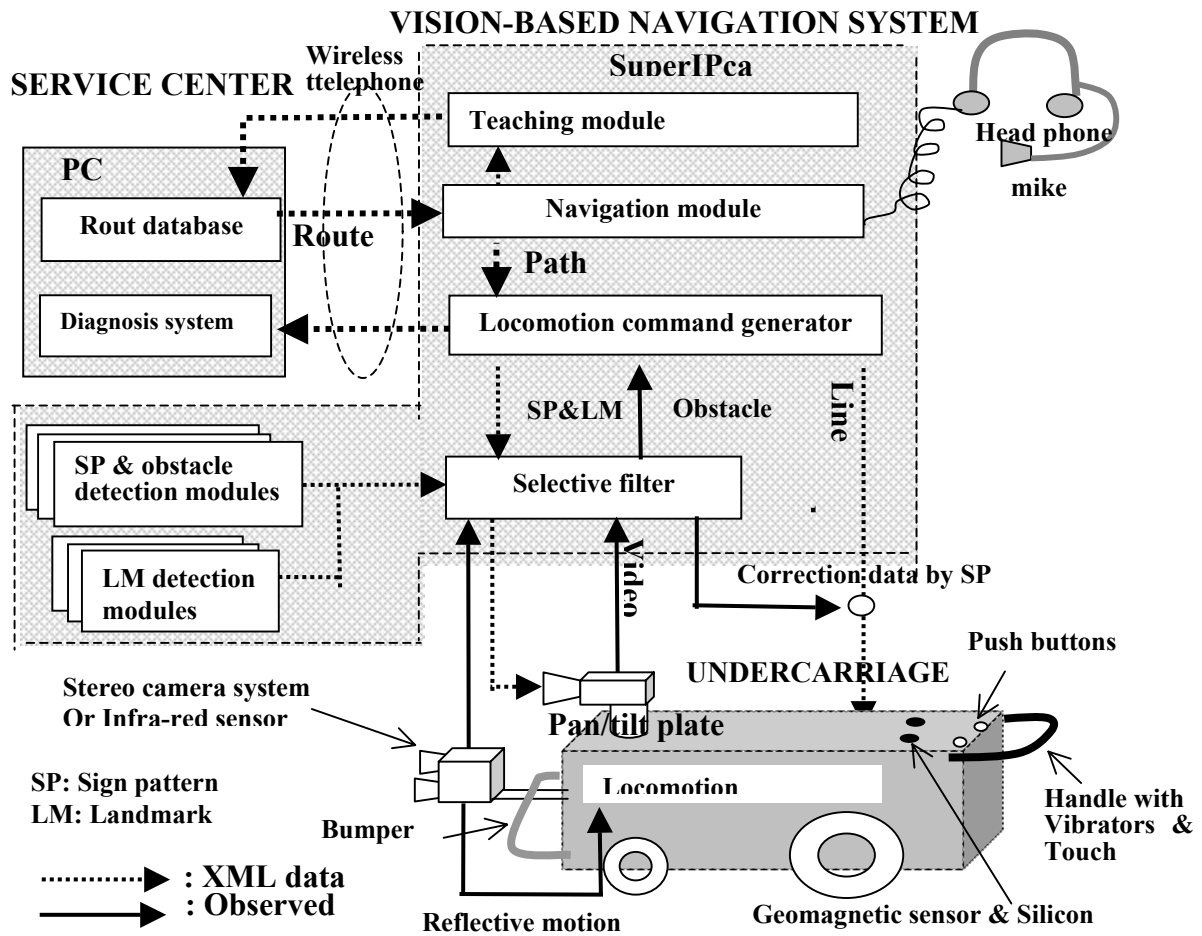 VISION-BASED NAVIGATION SYSTEM
Wireless
ttelephone
SERVICE CENTER
SuperIPca
Teaching module
Head phone
mike
PC
Rout database
Route
Navigation module
Path
Diagnosis system
Locomotion command generator
SP&LM
Obstacle
Line
SP & obstacle
detection modules
Selective filter
LM detection
modules
Video
Correction data by SP
Push buttons
UNDERCARRIAGE
Stereo camera system
Or Infra-red sensor
Pan/tilt plate
Locomotion
SP: Sign pattern
LM: Landmark
Bumper
Handle with
Vibrators &
Touch
: XML data
: Observed
Reflective motion
Geomagnetic sensor & Silicon